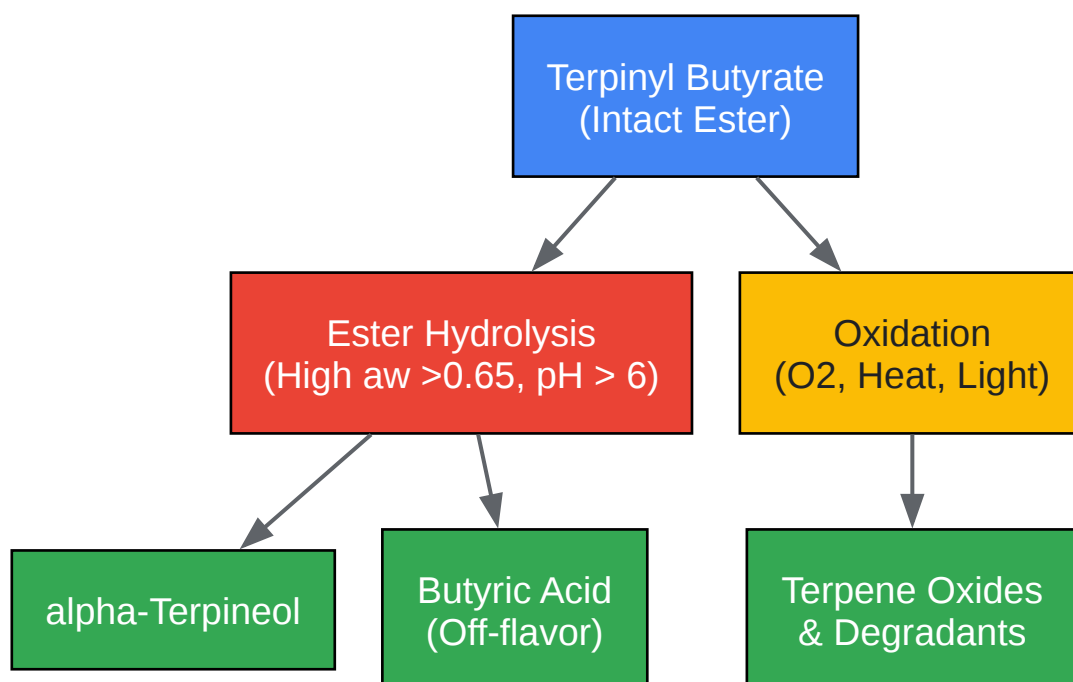 Terpinyl Butyrate
(Intact Ester)
Ester Hydrolysis
(High aw >0.65, pH > 6)
Oxidation
(O2, Heat, Light)
alpha-Terpineol
Butyric Acid
(Off-flavor)
Terpene Oxides
& Degradants